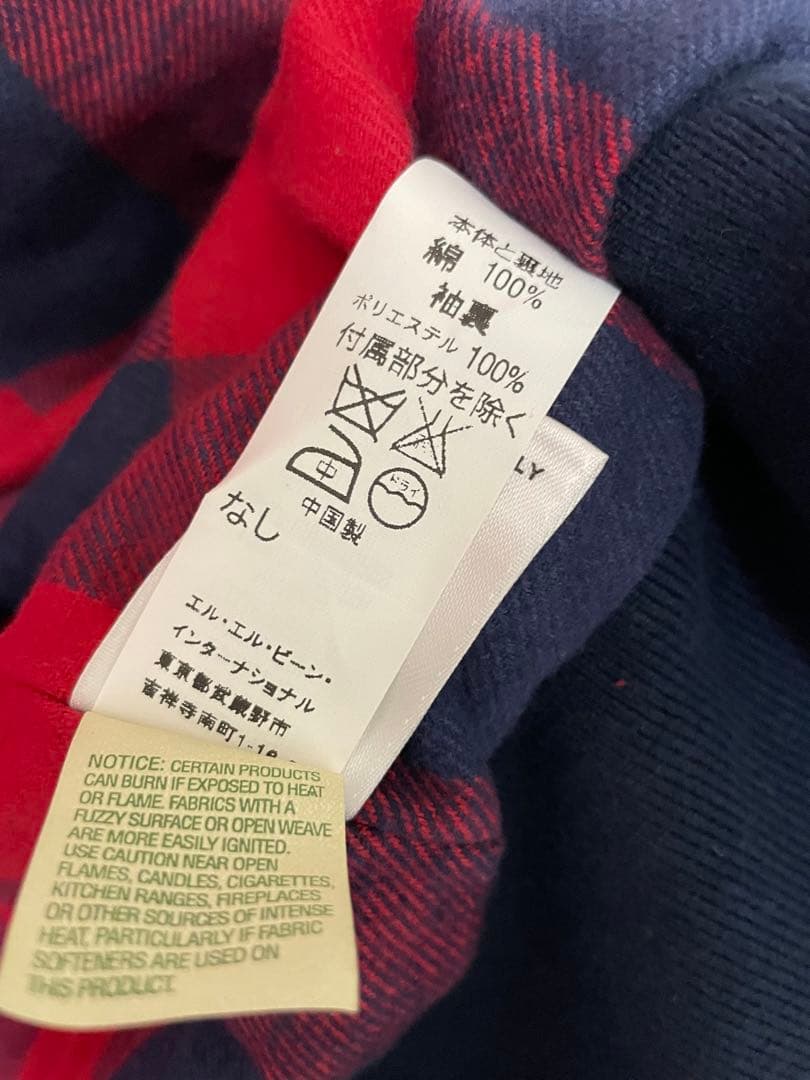 本体と裏地
綿 100%
袖裏
ポリエステル 100%
付属部分を除く
中
ドライ
中国製
なし
エル・エル・ビーン・
インターナショナル
東京都武蔵野市
吉祥寺南町1-1
LY
NOTICE: CERTAIN PRODUCTS
CAN BURN IF EXPOSED TO HEAT
OR FLAME. FABRICS WITH A
FUZZY SURFACE OR OPEN WEAVE
ARE MORE EASILY IGNITED.
USE CAUTION NEAR OPEN
FLAMES, CANDLES, CIGARETTES,
KITCHEN RANGES, FIREPLACES
OR OTHER SOURCES OF INTENSE
HEAT, PARTICULARLY IF FABRIC
SOFTENERS ARE USED ON
THIS PRODUCT.